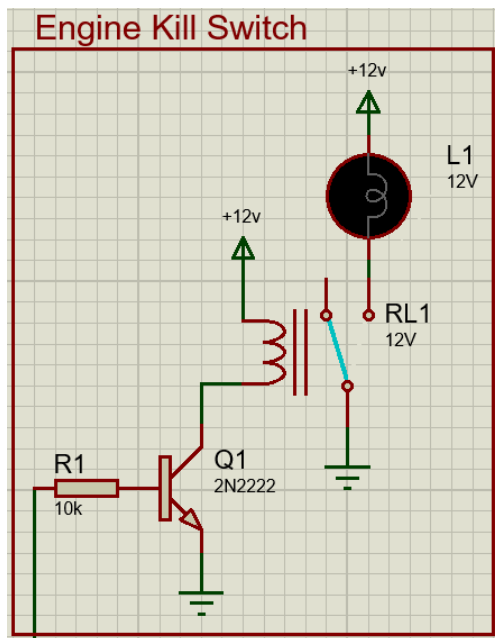 Engine Kill Switch
+12v
L1
12V
+12v
RL1
12V
R1
10k
Q1
2N2222